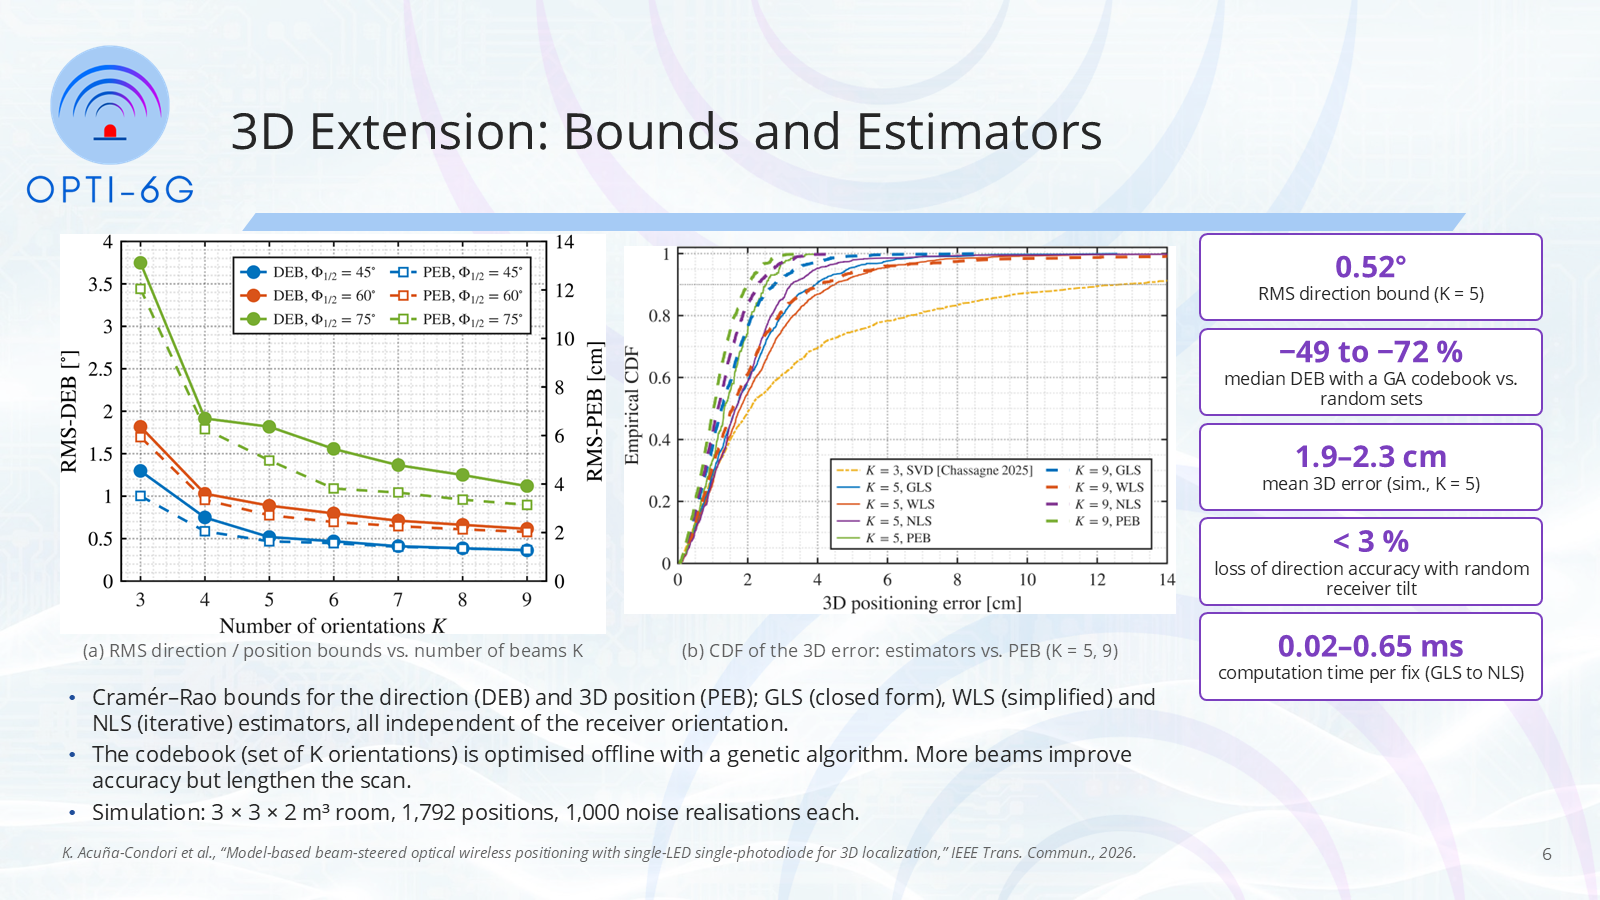 OPTI-6G
3D Extension: Bounds and Estimators
4
3.5
3
2.5
2
1.5
1
0.5
0
RMS-DEB [°]
14
12
10
8
6
4
2
0
RMS-PEB [cm]
DEB, Φ1/2 = 45°
PEB, Φ1/2 = 45°
DEB, Φ1/2 = 60°
PEB, Φ1/2 = 60°
DEB, Φ1/2 = 75°
PEB, Φ1/2 = 75°
3 4 5 6 7 8 9
Number of orientations K
(a) RMS direction / position bounds vs. number of beams K
1
0.8
0.6
0.4
0.2
0
Empirical CDF
K = 3, SVD [Chassagne 2025]
K = 5, GLS
K = 5, WLS
K = 5, NLS
K = 5, PEB
K = 9, GLS
K = 9, WLS
K = 9, NLS
K = 9, PEB
0 2 4 6 8 10 12 14
3D positioning error [cm]
(b) CDF of the 3D error: estimators vs. PEB (K = 5, 9)
0.52°
RMS direction bound (K = 5)
−49 to −72 %
median DEB with a GA codebook vs.
random sets
1.9–2.3 cm
mean 3D error (sim., K = 5)
< 3 %
loss of direction accuracy with random
receiver tilt
0.02–0.65 ms
computation time per fix (GLS to NLS)
• Cramér–Rao bounds for the direction (DEB) and 3D position (PEB); GLS (closed form), WLS (simplified) and
NLS (iterative) estimators, all independent of the receiver orientation.
• The codebook (set of K orientations) is optimised offline with a genetic algorithm. More beams improve
accuracy but lengthen the scan.
• Simulation: 3 × 3 × 2 m³ room, 1,792 positions, 1,000 noise realisations each.
K. Acuña-Condori et al., “Model-based beam-steered optical wireless positioning with single-LED single-photodiode for 3D localization,” IEEE Trans. Commun., 2026.
6